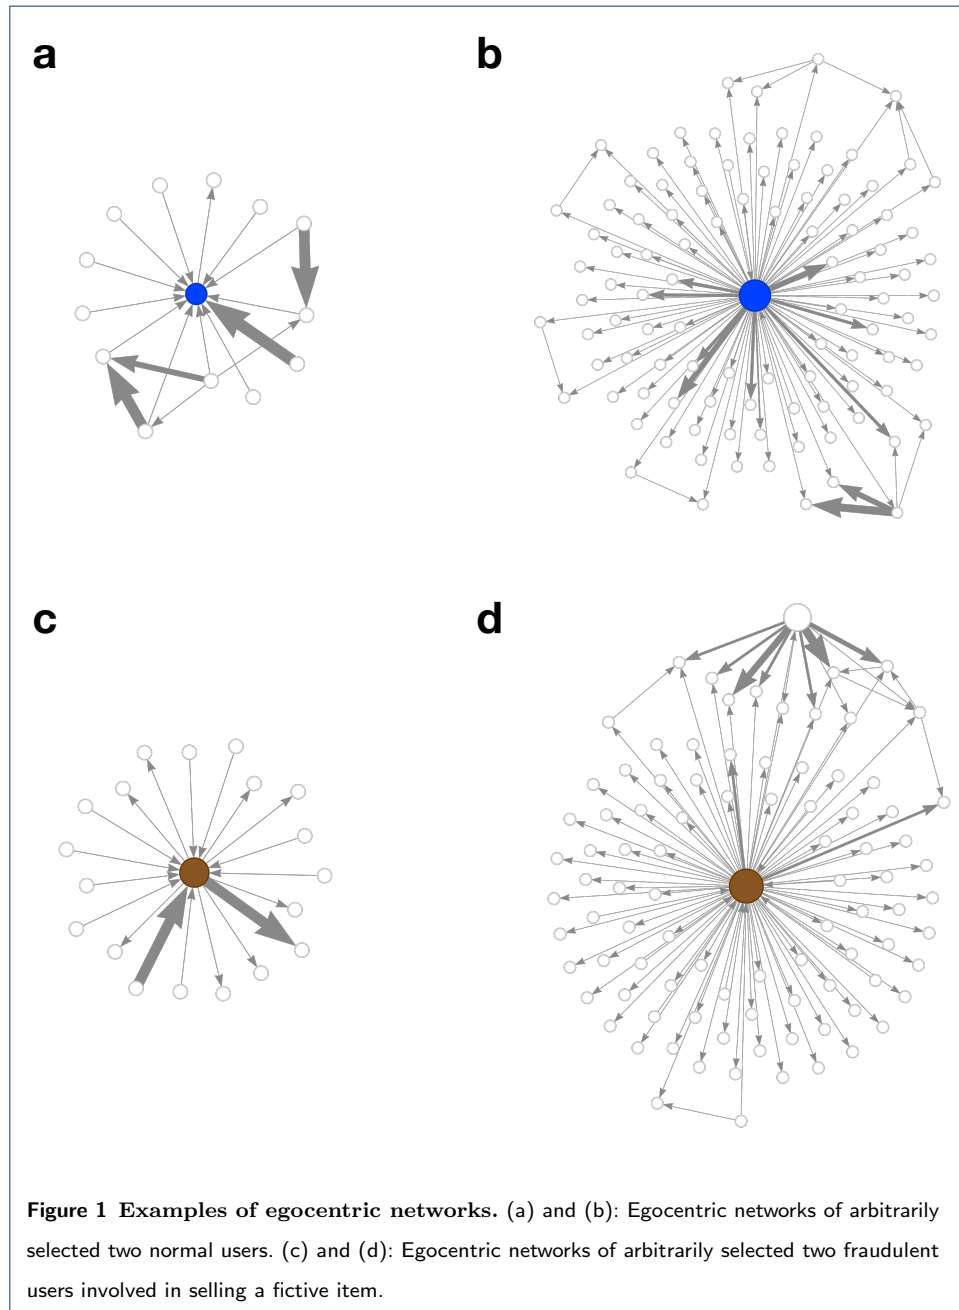 a
b
c
d
Figure 1 Examples of egocentric networks. (a) and (b): Egocentric networks of arbitrarily
selected two normal users. (c) and (d): Egocentric networks of arbitrarily selected two fraudulent
users involved in selling a fictive item.